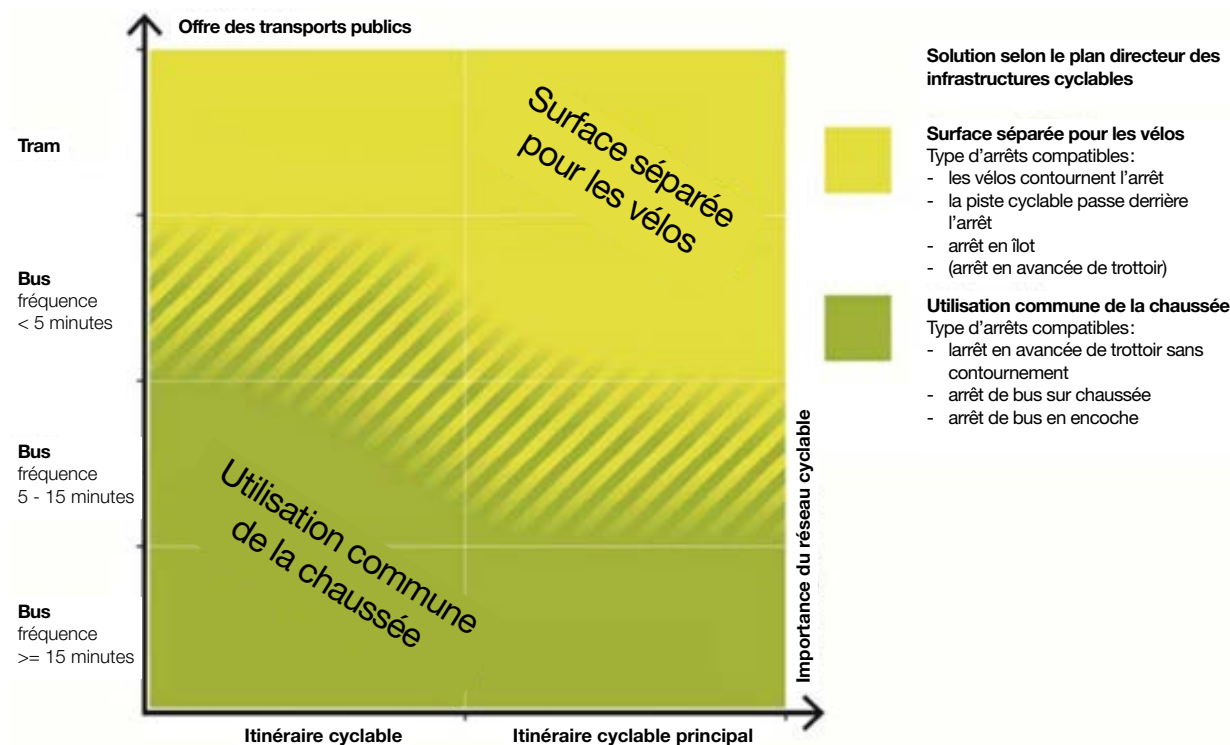 Offre des transports publics
Tram
Bus
fréquence
< 5 minutes
Bus
fréquence
5 - 15 minutes
Bus
fréquence
>= 15 minutes
Surface séparée
pour les vélos
Utilisation commune
de la chaussée
Importance du réseau cyclable
Itinéraire cyclable
Itinéraire cyclable principal
Solution selon le plan directeur des
infrastructures cyclables
Surface séparée pour les vélos
Type d'arrêts compatibles:
- les vélos contournent l'arrêt
- la piste cyclable passe derrière
l'arrêt
- arrêt en îlot
- (arrêt en avancée de trottoir)
Utilisation commune de la chaussée
Type d'arrêts compatibles:
- larrêt en avancée de trottoir sans
contournement
- arrêt de bus sur chaussée
- arrêt de bus en encoche